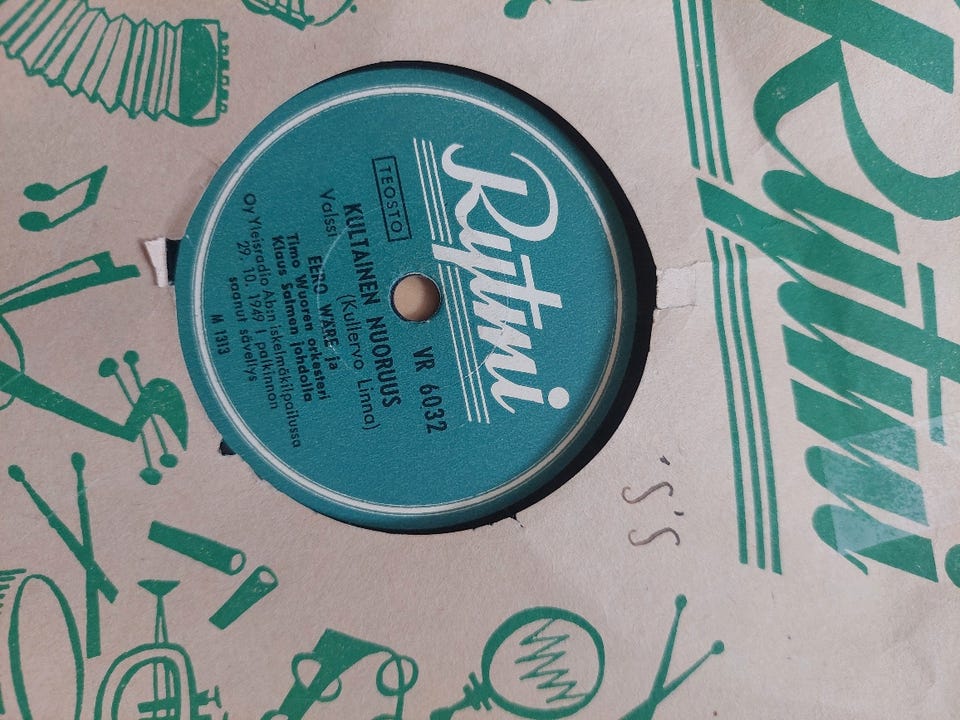 Rytmi
Rytmi
TEOSTO
VR 6032
KULTAINEN NUORUUS
(Kullervo Linna)
Valssi
EERO WÄRE ja
Timo Wuoren orkesteri
Klaus Salmen johdolla
Oy Yleisradio Ab:n iskelmäkilpailussa
29. 10. 1949 I palkinnon
saanut sävellys
M 1313
S.S